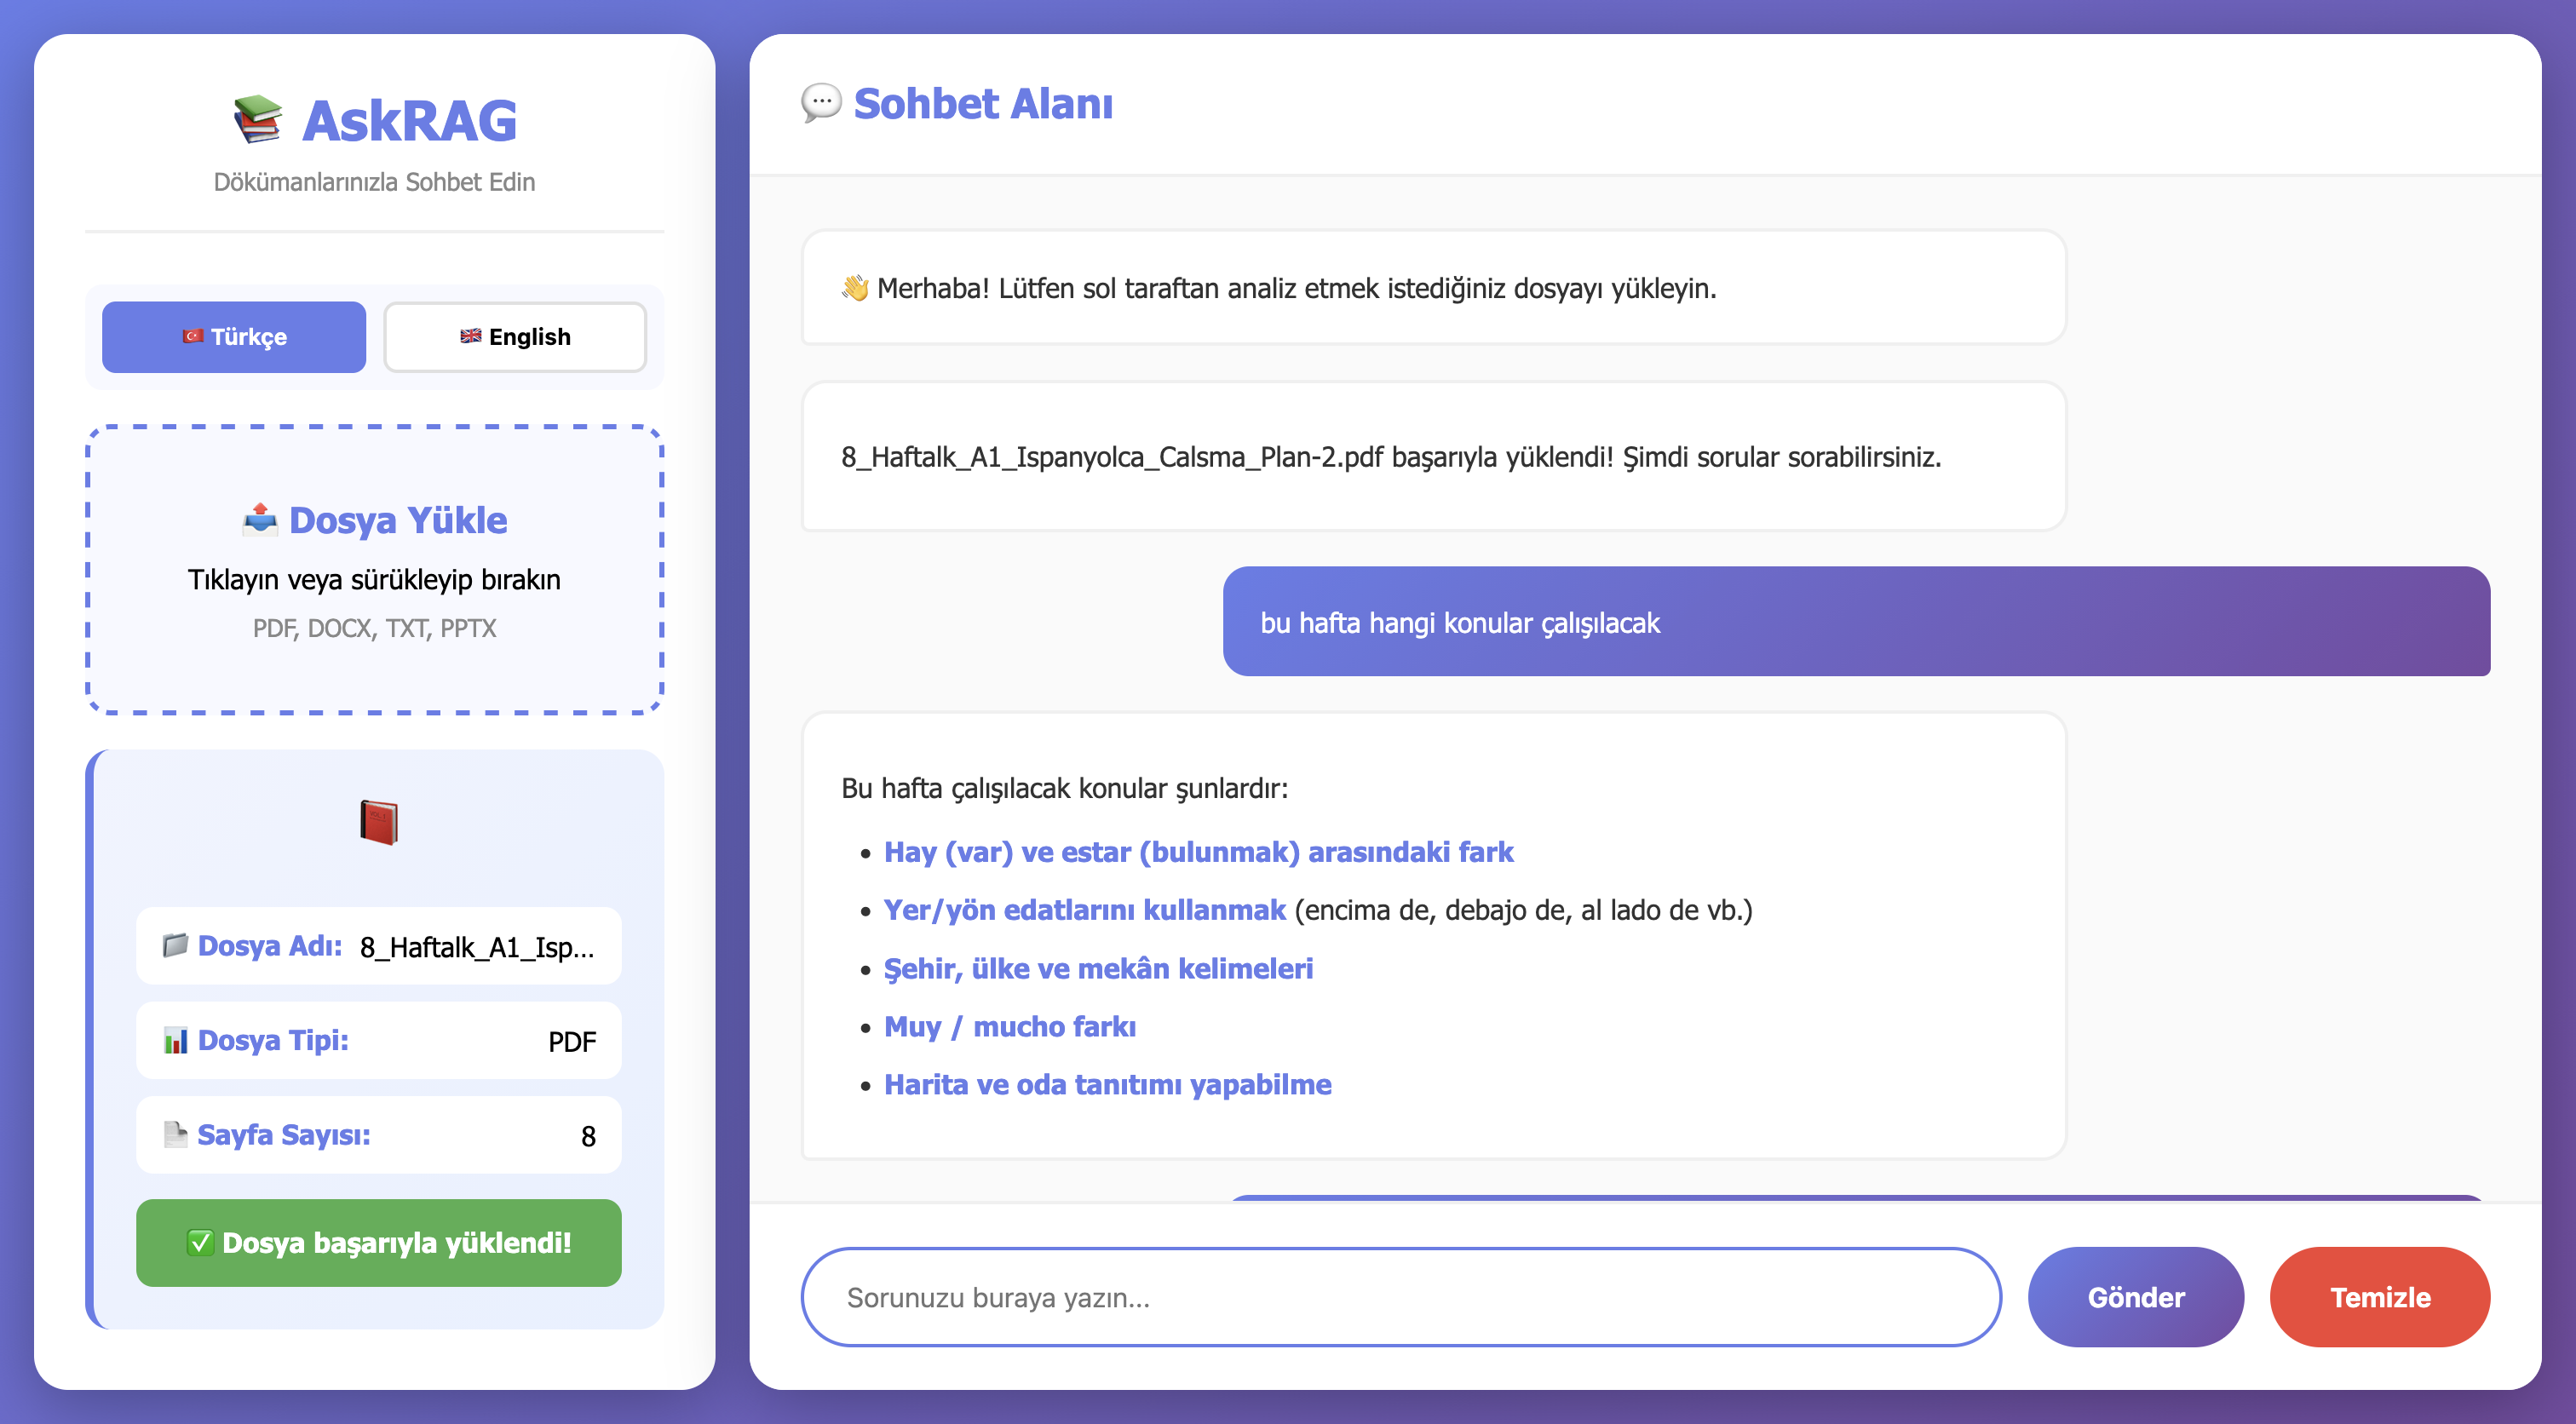 AskRAG
Dökümanlarınızla Sohbet Edin
Türkçe
English
Dosya Yükle
Tıklayın veya sürükleyip bırakın
PDF, DOCX, TXT, PPTX
Dosya Adı: 8_Haftalk_A1_Isp...
Dosya Tipi: PDF
Sayfa Sayısı: 8
Dosya başarıyla yüklendi!
Sohbet Alanı
Merhaba! Lütfen sol taraftan analiz etmek istediğiniz dosyayı yükleyin.
8_Haftalk_A1_Ispanyolca_Calsma_Plan-2.pdf başarıyla yüklendi! Şimdi sorular sorabilirsiniz.
bu hafta hangi konular çalışılacak
Bu hafta çalışılacak konular şunlardır:
• Hay (var) ve estar (bulunmak) arasındaki fark
• Yer/yön edatlarını kullanmak (encima de, debajo de, al lado de vb.)
• Şehir, ülke ve mekân kelimeleri
• Muy / mucho farkı
• Harita ve oda tanıtımı yapabilme
Sorunuzu buraya yazın...
Gönder
Temizle